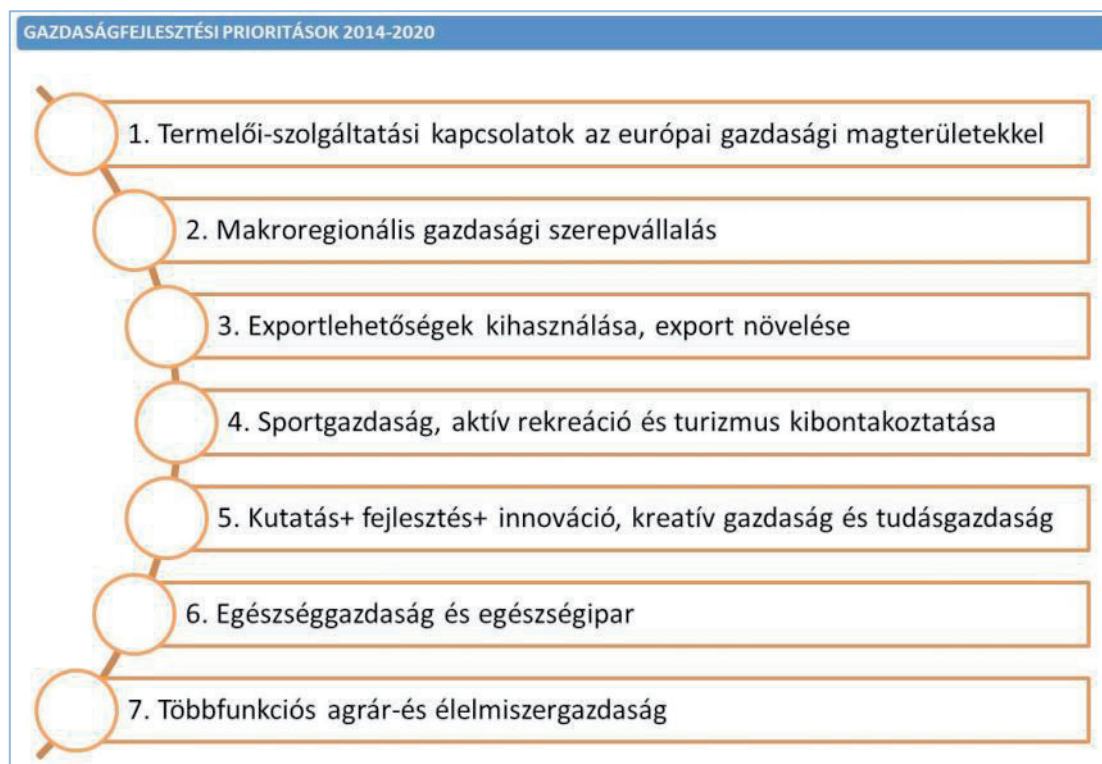 GAZDASÁGFEJLESZTÉSI PRIORITÁSOK 2014-2020
1. Termelői-szolgáltatási kapcsolatok az európai gazdasági magterületekkel
2. Makroregionális gazdasági szerepvállalás
3. Exportlehetőségek kihasználása, export növelése
4. Sportgazdaság, aktív rekreáció és turizmus kibontakoztatása
5. Kutatás+ fejlesztés+ innováció, kreatív gazdaság és tudásgazdaság
6. Egészséggazdaság és egészségipar
7. Többfunkciós agrár-és élelmiszergazdaság